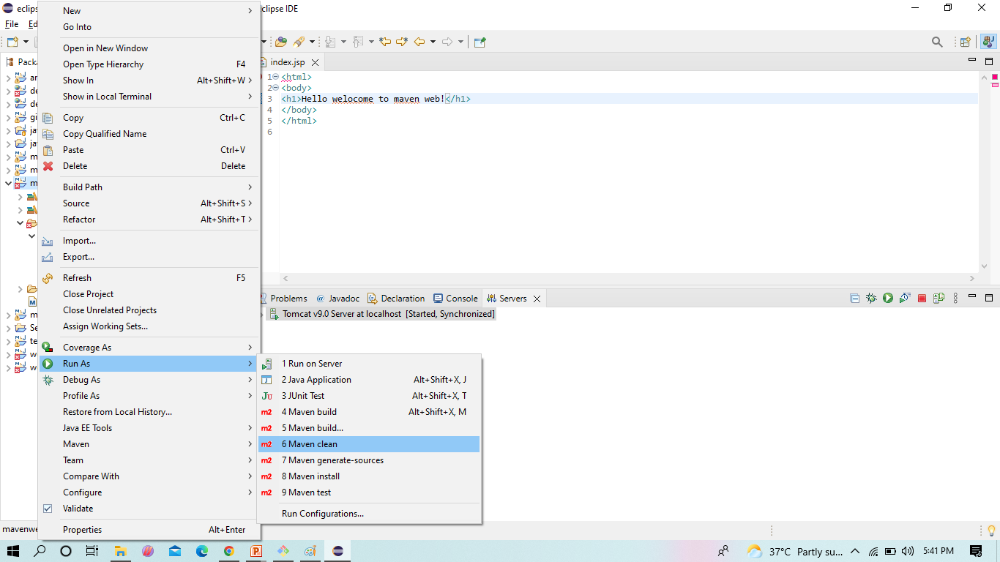 eclips
clipse IDE
File Ed
Pack
index.jsp
ar
de
de
gi
ja
ja
m
m
m
m
Se
te
w
w
New
Go Into
Open in New Window
Open Type Hierarchy F4
Show In Alt+Shift+W
Show in Local Terminal
Copy Ctrl+C
Copy Qualified Name
Paste Ctrl+V
Delete Delete
Build Path
Source Alt+Shift+S
Refactor Alt+Shift+T
Import...
Export...
Refresh F5
Close Project
Close Unrelated Projects
Assign Working Sets...
Coverage As
Run As
Debug As
Profile As
Restore from Local History...
Java EE Tools
Maven
Team
Compare With
Configure
Validate
Properties Alt+Enter
1 <html>
2 <body>
3 <h1>Hello welocome to maven web!</h1>
4 </body>
5 </html>
6
Problems @ Javadoc Declaration Console Servers
Tomcat v9.0 Server at localhost [Started, Synchronized]
1 Run on Server
2 Java Application Alt+Shift+X, J
3 JUnit Test Alt+Shift+X, T
m2 4 Maven build Alt+Shift+X, M
m2 5 Maven build...
m2 6 Maven clean
m2 7 Maven generate-sources
m2 8 Maven install
m2 9 Maven test
Run Configurations...
mavenwe
37°C Partly su... 5:41 PM